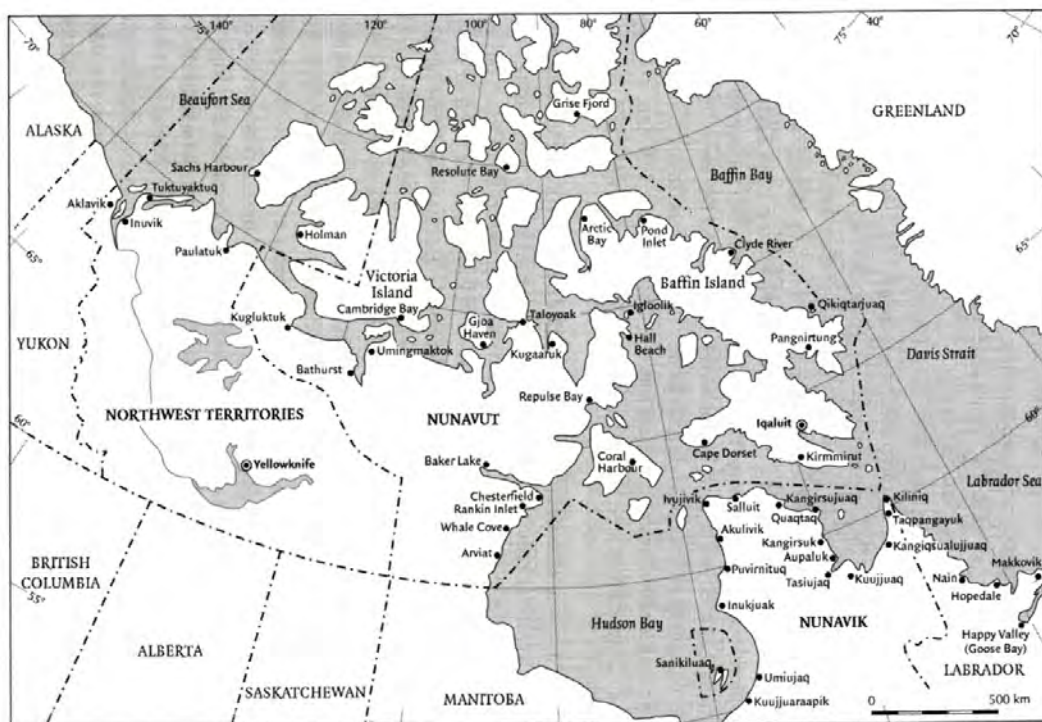 140°
120°
100°
80°
60°
40°
75°
70°
75°
70°
Beaufort Sea
Grise Fjord
GREENLAND
ALASKA
Sachs Harbour
Resolute Bay
Baffin Bay
Tuktuyaktuq
Aklavik
Inuvik
Holman
Arctic
Bay
Pond
Inlet
Clyde River
65°
65°
Paulatuk
Victoria
Island
Baffin Island
Cambridge Bay
Igloolik
Qikiqtarjuaq
Kugluktuk
Gjoa
Haven
Taloyoak
Hall
Beach
Pangnirtung
YUKON
Umingmaktok
Kugaaruk
Davis Strait
Bathurst
Repulse Bay
NORTHWEST TERRITORIES
NUNAVUT
60°
60°
Iqaluit
Yellowknife
Baker Lake
Coral
Harbour
Cape Dorset
Kirmmirut
Labrador Sea
Chesterfield
Rankin Inlet
Ivujivik
Salluit
Kangirsujuaq
Quaqtaq
Kiliniq
Taqpangayuk
Whale Cove
Akulivik
Kangirsuk
Kangiqsualujjuaq
Arviat
Aupaluk
Makkovik
BRITISH
COLUMBIA
Puvirnituq
Tasiujaq
Kuujjuaq
Nain
Hopedale
55°
Inukjuak
Hudson Bay
NUNAVIK
Happy Valley
(Goose Bay)
ALBERTA
Sanikiluaq
LABRADOR
SASKATCHEWAN
MANITOBA
Umiujaq
Kuujjuaraapik
0 500 km